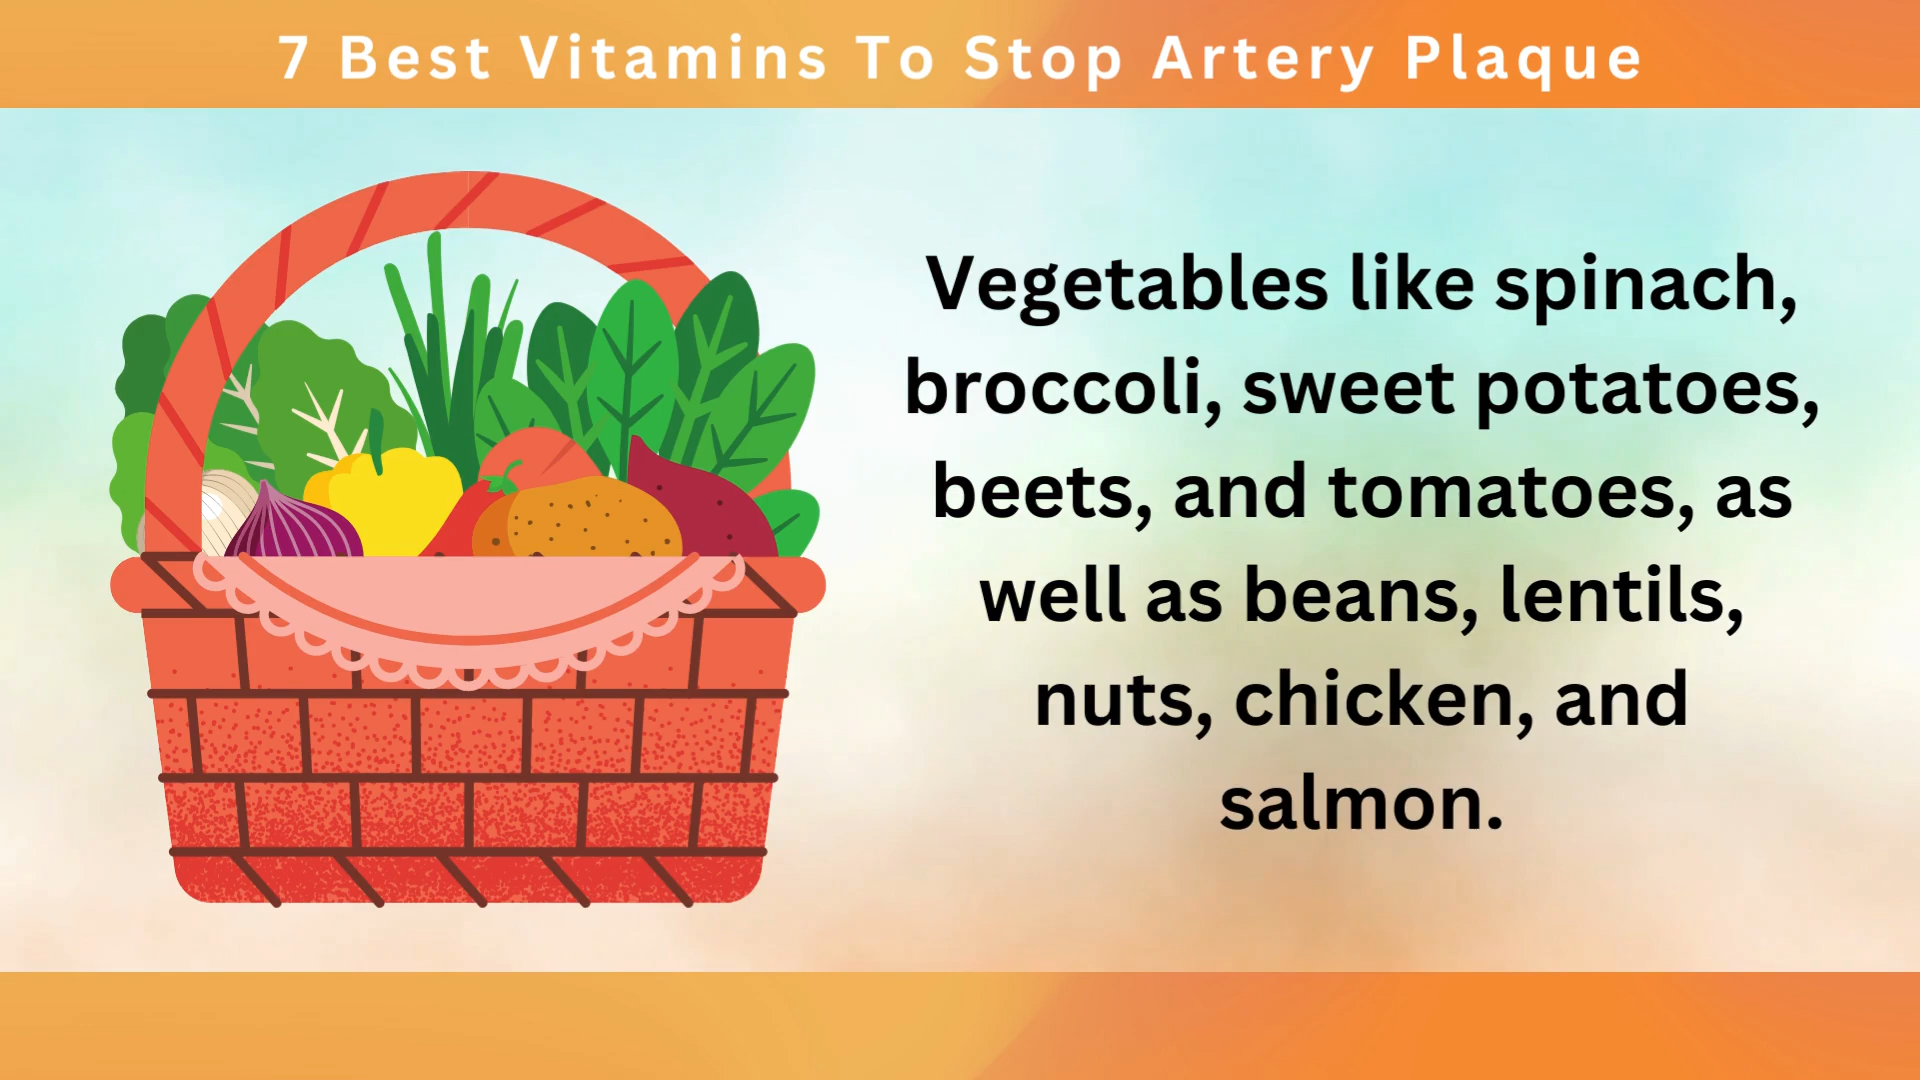 7 Best Vitamins To Stop Artery Plaque
Vegetables like spinach,
broccoli, sweet potatoes,
beets, and tomatoes, as
well as beans, lentils,
nuts, chicken, and
salmon.